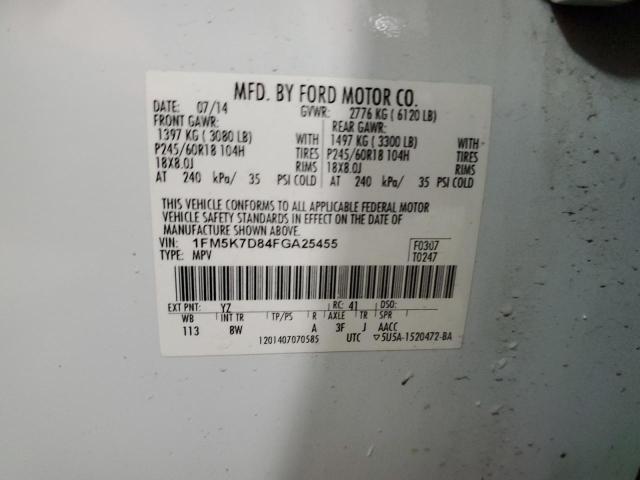 MFD. BY FORD MOTOR CO.
DATE: 07/14 GVWR: 2776 KG ( 6120 LB)
FRONT GAWR: REAR GAWR:
1397 KG ( 3080 LB) WITH 1497 KG ( 3300 LB) WITH
P245/60R18 104H TIRES P245/60R18 104H TIRES
18X8.0J RIMS 18X8.0J RIMS
AT 240 kPa/ 35 PSI COLD AT 240 kPa/ 35 PSI COLD
THIS VEHICLE CONFORMS TO ALL APPLICABLE FEDERAL MOTOR
VEHICLE SAFETY STANDARDS IN EFFECT ON THE DATE OF
MANUFACTURE SHOWN ABOVE.
VIN: 1FM5K7D84FGA25455 F0307
TYPE: MPV T0247
EXT PNT: YZ RC: 41 DSO:
WB INT TR TP/PS R AXLE TR SPR
113 BW A 3F J AACC
1201407070585 UTC ▽5U5A-1520472-BA